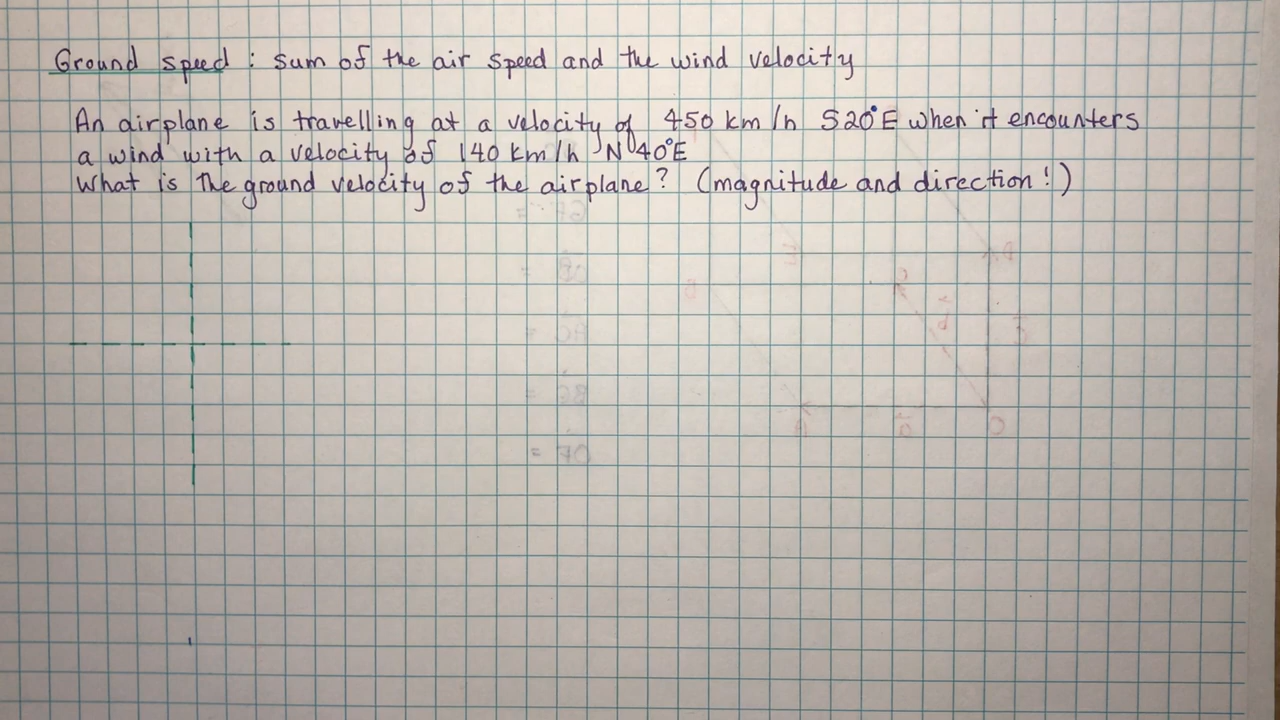 Ground speed : sum of the air speed and the wind velocity
An airplane is travelling at a velocity of 450 km/h S20°E when it encounters
a wind with a velocity of 140 km/h N40°E
What is the ground velocity of the airplane? (magnitude and direction!)